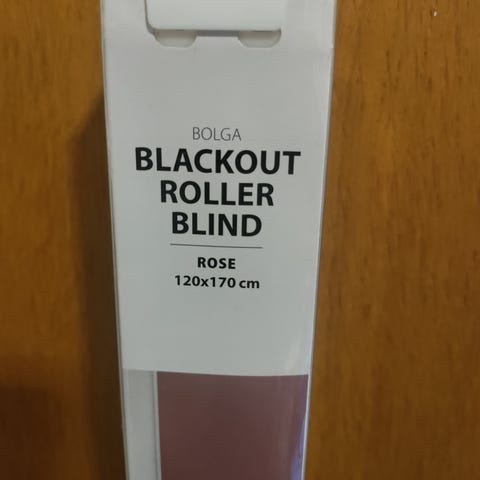 BOLGA
BLACKOUT
ROLLER
BLIND
ROSE
120x170 cm